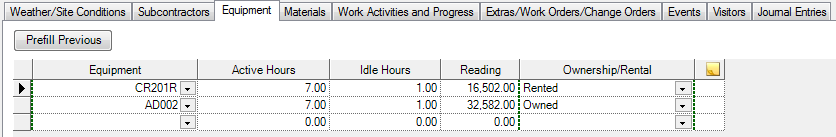 Weather/Site Conditions Subcontractors Equipment Materials Work Activities and Progress Extras/Work Orders/Change Orders Events Visitors Journal Entries
Prefill Previous
Equipment Active Hours Idle Hours Reading Ownership/Rental
CR201R 7.00 1.00 16,502.00 Rented
AD002 7.00 1.00 32,582.00 Owned
0.00 0.00 0.00